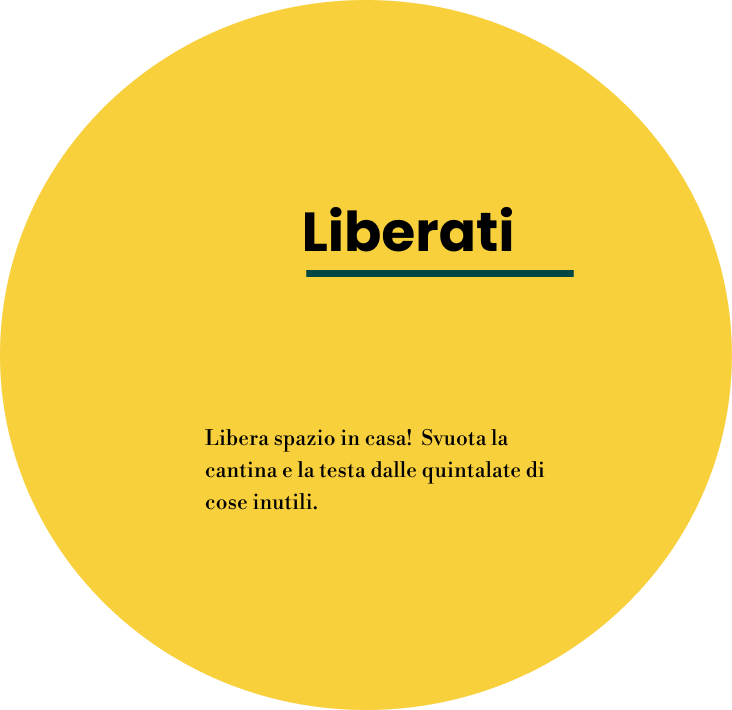 Liberati
Libera spazio in casa!  Svuota la
cantina e la testa dalle quintalate di
cose inutili.